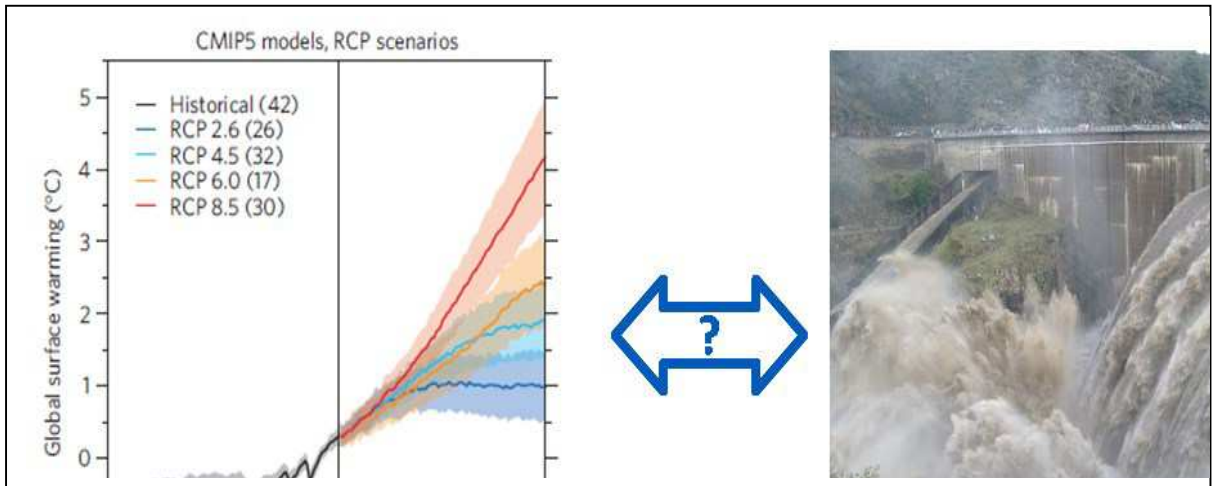 CMIP5 models, RCP scenarios
Global surface warming (°C)
5
4
3
2
1
0
Historical (42)
RCP 2.6 (26)
RCP 4.5 (32)
RCP 6.0 (17)
RCP 8.5 (30)
?